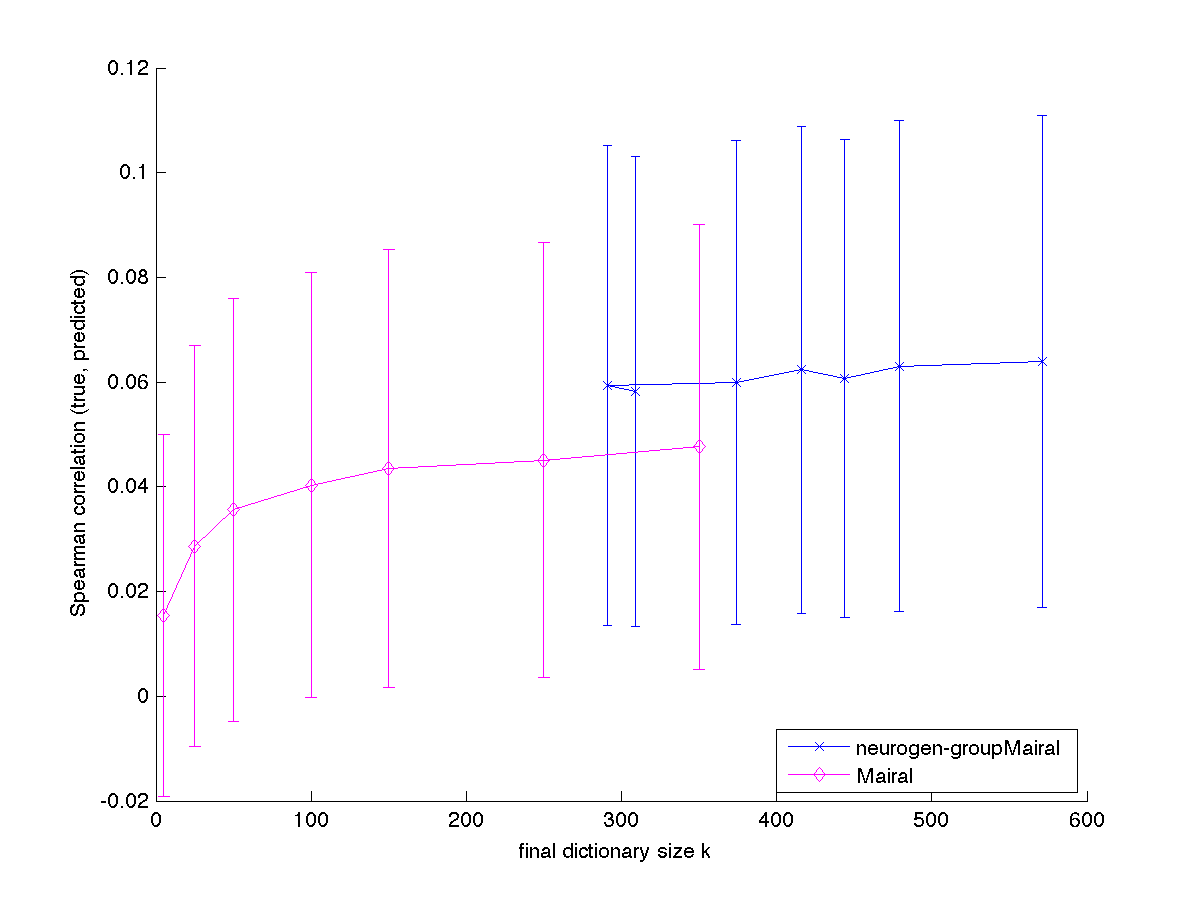 0.12
0.1
0.08
0.06
0.04
0.02
0
-0.02
Spearman correlation (true, predicted)
0 100 200 300 400 500 600
final dictionary size k
neurogen-groupMairal
Mairal